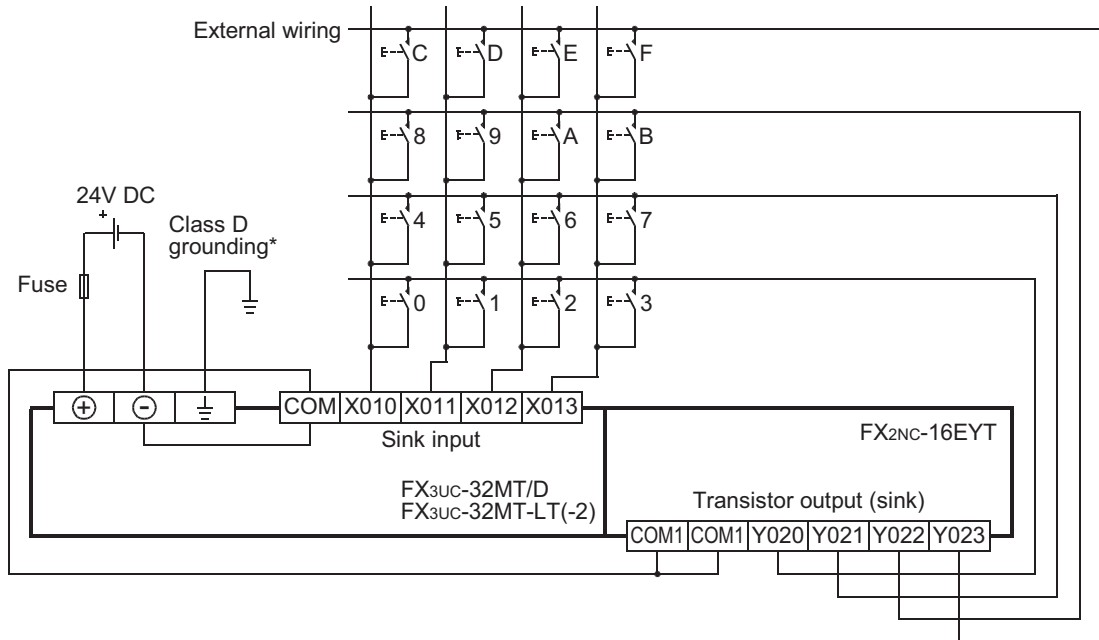 External wiring
C D E F
8 9 A B
24V DC
+
Class D
grounding*
4 5 6 7
Fuse
0 1 2 3
+ - COM X010 X011 X012 X013
Sink input
FX2NC-16EYT
FX3UC-32MT/D
FX3UC-32MT-LT(-2)
Transistor output (sink)
COM1 COM1 Y020 Y021 Y022 Y023